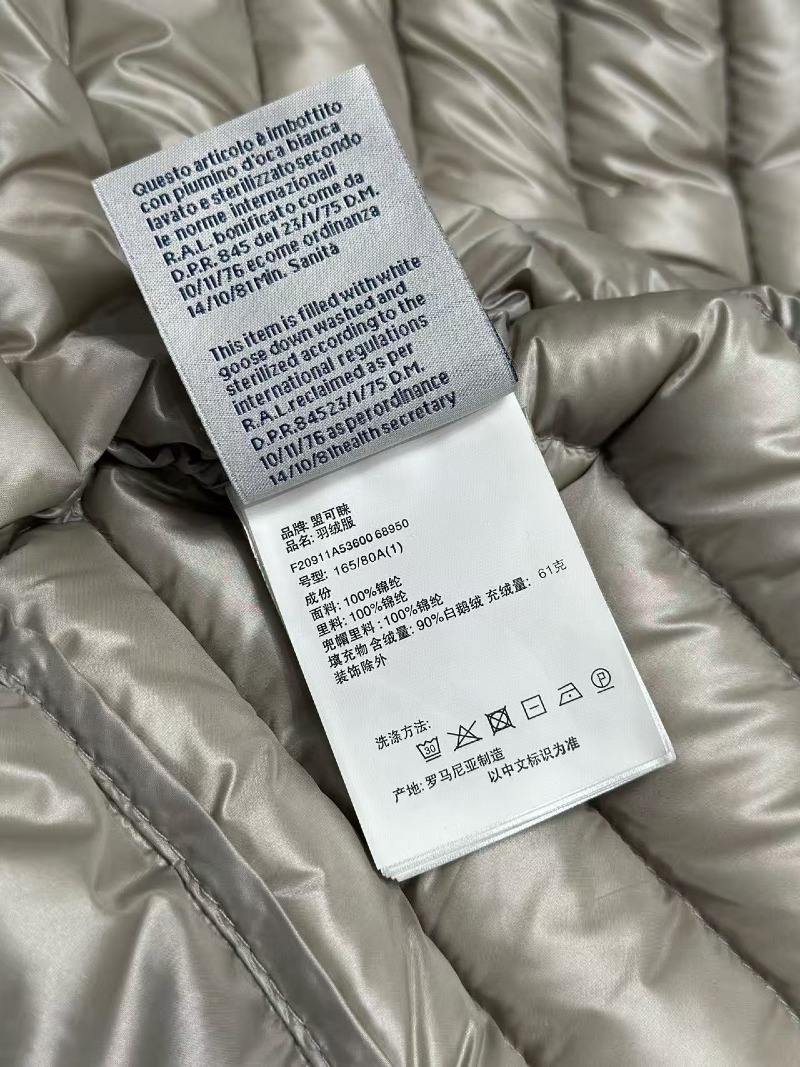 Questo articolo è imbottito
con piumino d'oca bianca
lavato e sterilizzato secondo
le norme internazionali
R.A.L. bonificato come da
D.P.R. 845 del 23/1/75 D.M.
10/11/76 e come ordinanza
14/10/81 Min. Sanità
This item is filled with white
goose down washed and
sterilized according to the
international regulations
R.A.L. reclaimed as per
D.P.R. 845 23/1/75 D.M.
10/11/76 as per ordinance
14/10/81 health secretary
品牌: 盟可睐
品名: 羽绒服
F20911A53600 68950
号型: 165/80A(1)
成份
面料: 100%锦纶
里料: 100%锦纶
兜帽里料: 100%锦纶
填充物含绒量: 90%白鹅绒 充绒量: 61克
装饰除外
洗涤方法:
30 P
产地: 罗马尼亚制造
以中文标识为准